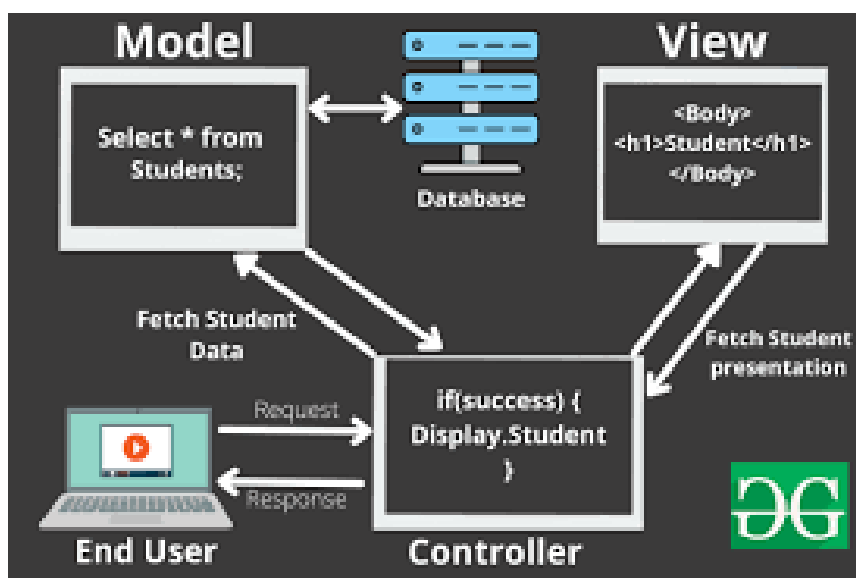 Model
View
Select * from
Students;
Database
<Body>
<h1>Student</h1>
</Body>
Fetch Student
Data
Fetch Student
presentation
Request
Response
if(success) {
Display.Student
}
End User
Controller